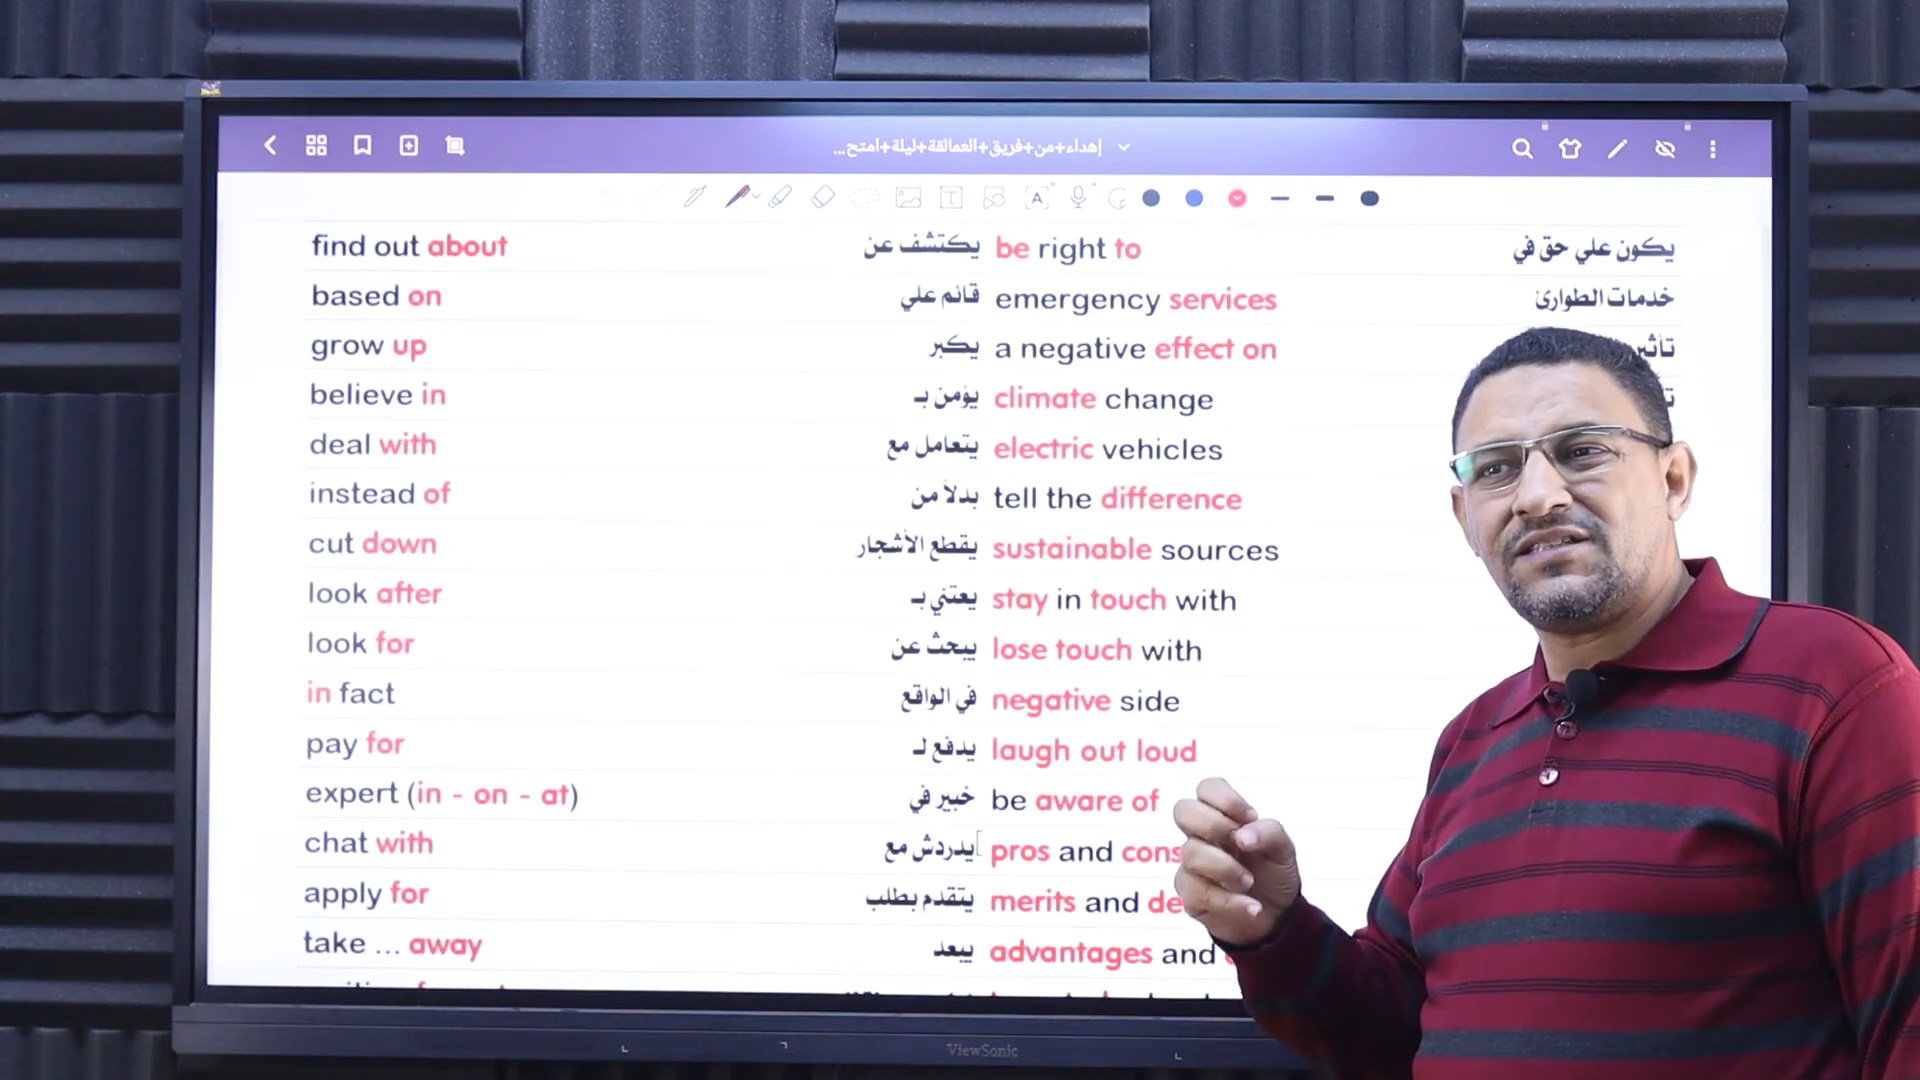 إهداء+من+فريق+العمالقة+ليلة+امتح...
find out about يكتشف عن
be right to يكون علي حق في
based on قائم علي
emergency services خدمات الطوارئ
grow up يكبر
a negative effect on
believe in يؤمن بـ
climate change
deal with يتعامل مع
electric vehicles
instead of بدلاً من
tell the difference
cut down يقطع الأشجار
sustainable sources
look after يعتني بـ
stay in touch with
look for يبحث عن
lose touch with
in fact في الواقع
negative side
pay for يدفع لـ
laugh out loud
expert (in - on - at) خبير في
be aware of
chat with يدردش مع
pros and cons
apply for يتقدم بطلب
merits and de
take ... away يبعد
advantages and
ViewSonic